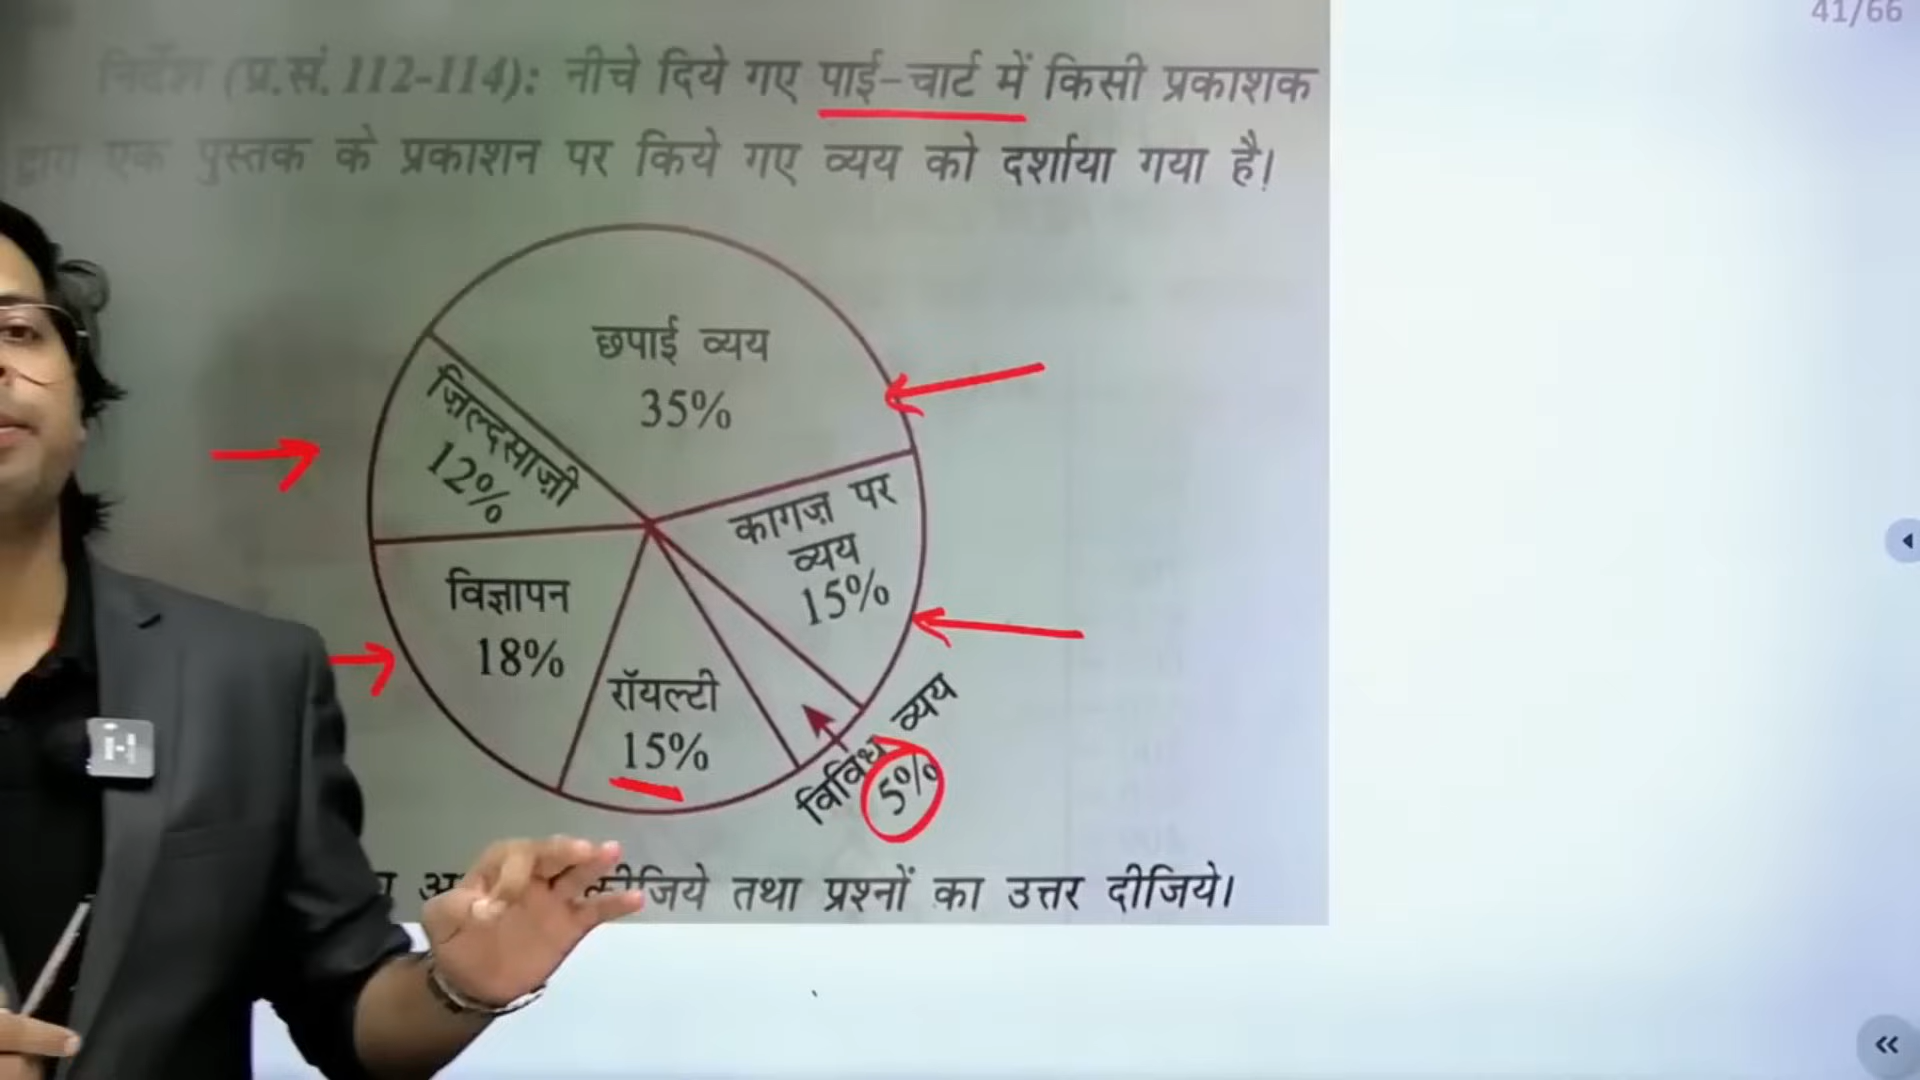 41/66
निर्देश (प्र.सं. 112-114): नीचे दिये गए पाई-चार्ट में किसी प्रकाशक
द्वारा एक पुस्तक के प्रकाशन पर किये गए व्यय को दर्शाया गया है।
छपाई व्यय
35%
ज़िल्दसाज़ी
12%
कागज़ पर
व्यय
15%
विज्ञापन
18%
रॉयल्टी
15%
विविध व्यय
5%
कीजिये तथा प्रश्नों का उत्तर दीजिये।